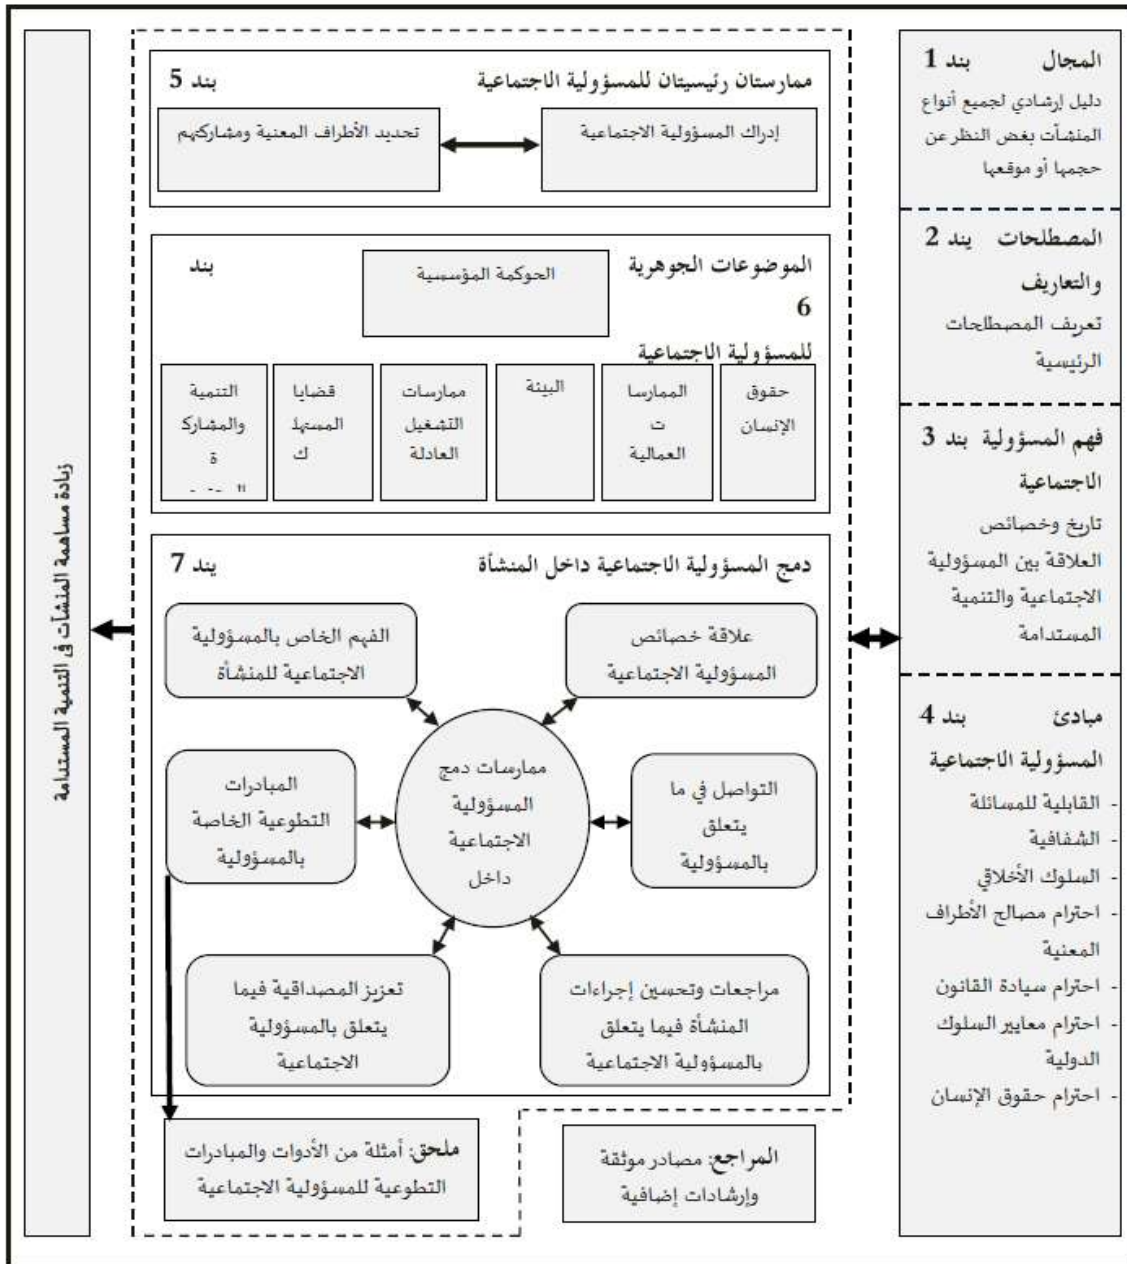 المجال بند 1
دليل إرشادي لجميع أنواع
المنشآت بغض النظر عن
حجمها أو موقعها
المصطلحات بند 2
والتعاريف
تعريف المصطلحات
الرئيسية
فهم المسؤولية بند 3
الاجتماعية
تاريخ وخصائص
العلاقة بين المسؤولية
الاجتماعية والتنمية
المستدامة
مبادئ بند 4
المسؤولية الاجتماعية
- القابلية للمسائلة
- الشفافية
- السلوك الأخلاقي
- احترام مصالح الأطراف
المعنية
- احترام سيادة القانون
- احترام معايير السلوك
الدولية
- احترام حقوق الإنسان
ممارستان رئيسيتان للمسؤولية الاجتماعية بند 5
إدراك المسؤولية الاجتماعية
تحديد الأطراف المعنية ومشاركتهم
الموضوعات الجوهرية بند
6
للمسؤولية الاجتماعية
الحوكمة المؤسسية
حقوق
الإنسان
الممارسا
ت
العمالية
البيئة
ممارسات
التشغيل
العادلة
قضايا
المستهل
ك
التنمية
والمشارك
ة
دمج المسؤولية الاجتماعية داخل المنشأة بند 7
علاقة خصائص
المسؤولية الاجتماعية
الفهم الخاص بالمسؤولية
الاجتماعية للمنشأة
ممارسات دمج
المسؤولية
الاجتماعية
داخل
التواصل في ما
يتعلق
بالمسؤولية
المبادرات
التطوعية الخاصة
بالمسؤولية
مراجعات وتحسين إجراءات
المنشأة فيما يتعلق
بالمسؤولية الاجتماعية
تعزيز المصداقية فيما
يتعلق بالمسؤولية
الاجتماعية
المراجع: مصادر موثقة
وإرشادات إضافية
ملحق: أمثلة من الأدوات والمبادرات
التطوعية للمسؤولية الاجتماعية
زيادة مساهمة المنشآت في التنمية المستدامة